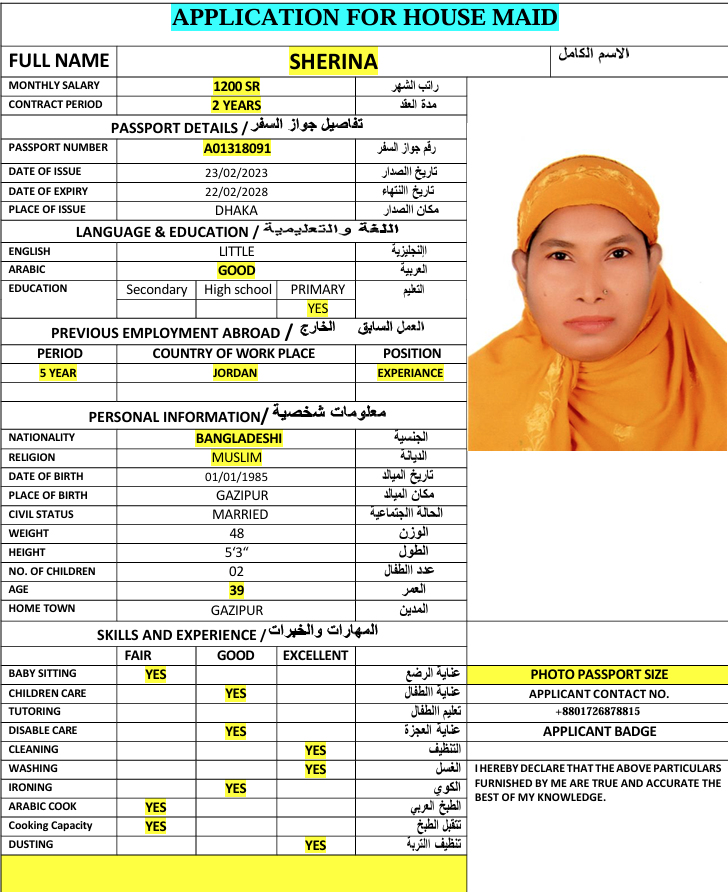 APPLICATION FOR HOUSE MAID
FULL NAME SHERINA الاسم الكامل
MONTHLY SALARY 1200 SR راتب الشهر
CONTRACT PERIOD 2 YEARS مدة العقد
PASSPORT DETAILS / تفاصيل جواز السفر
PASSPORT NUMBER A01318091 رقم جواز السفر
DATE OF ISSUE 23/02/2023 تاريخ االصدار
DATE OF EXPIRY 22/02/2028 تاريخ االنتهاء
PLACE OF ISSUE DHAKA مكان االصدار
LANGUAGE & EDUCATION / اللغة والتعليمية
ENGLISH LITTLE اإلنجليزية
ARABIC GOOD العربية
EDUCATION Secondary High school PRIMARY التعليم
YES
PREVIOUS EMPLOYMENT ABROAD / العمل السابق الخارج
PERIOD COUNTRY OF WORK PLACE POSITION
5 YEAR JORDAN EXPERIANCE
PERSONAL INFORMATION/ معلومات شخصية
NATIONALITY BANGLADESHI الجنسية
RELIGION MUSLIM الديانة
DATE OF BIRTH 01/01/1985 تاريخ الميالد
PLACE OF BIRTH GAZIPUR مكان الميالد
CIVIL STATUS MARRIED الحالة االجتماعية
WEIGHT 48 الوزن
HEIGHT 5‘3“ الطول
NO. OF CHILDREN 02 عدد االطفال
AGE 39 العمر
HOME TOWN GAZIPUR المدين
SKILLS AND EXPERIENCE / المهارات والخبرات
FAIR GOOD EXCELLENT
BABY SITTING YES عناية الرضع
CHILDREN CARE YES عناية االطفال
TUTORING تعليم االطفال
DISABLE CARE YES عناية العجزة
CLEANING YES التنظيف
WASHING YES الغسل
IRONING YES الكوي
ARABIC COOK YES الطبخ العربي
Cooking Capacity YES تتقبل الطبخ
DUSTING YES تنظيف االتربة
PHOTO PASSPORT SIZE
APPLICANT CONTACT NO.
+8801726878815
APPLICANT BADGE
I HEREBY DECLARE THAT THE ABOVE PARTICULARS
FURNISHED BY ME ARE TRUE AND ACCURATE THE
BEST OF MY KNOWLEDGE.